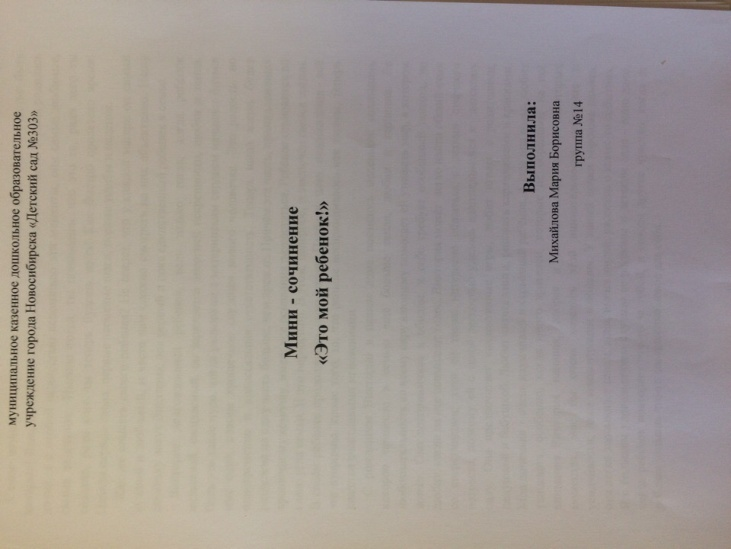 муниципальное казенное дошкольное образовательное
учреждение города Новосибирска «Детский сад №303»
Мини - сочинение
«Это мой ребенок!»
Выполнила:
Михайлова Мария Борисовна
группа №14